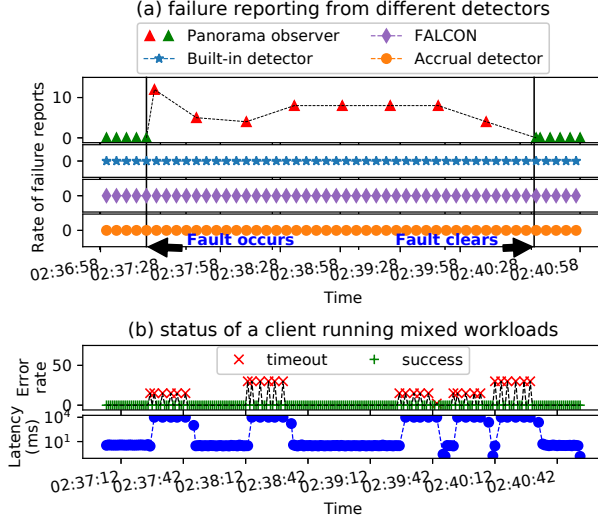 (a) failure reporting from different detectors
Panorama observer
FALCON
Built-in detector
Accrual detector
Rate of failure reports
10
0
0
0
0
Fault occurs
Fault clears
02:36:58
02:37:28
02:37:58
02:38:28
02:38:58
02:39:28
02:39:58
02:40:28
02:40:58
Time
(b) status of a client running mixed workloads
timeout
success
Error
rate
50
0
Latency
(ms)
10^4
10^1
02:37:12
02:37:42
02:38:12
02:38:42
02:39:12
02:39:42
02:40:12
02:40:42
Time